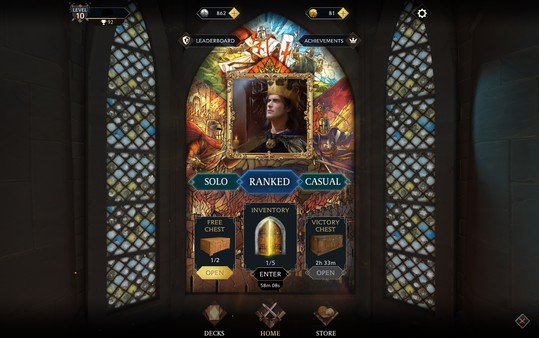 LEVEL
10
92
862
81
LEADERBOARD
ACHIEVEMENTS
SOLO
RANKED
CASUAL
FREE
CHEST
1/2
OPEN
INVENTORY
1/5
ENTER
58m 08s
VICTORY
CHEST
2h 33m
OPEN
DECKS
HOME
STORE